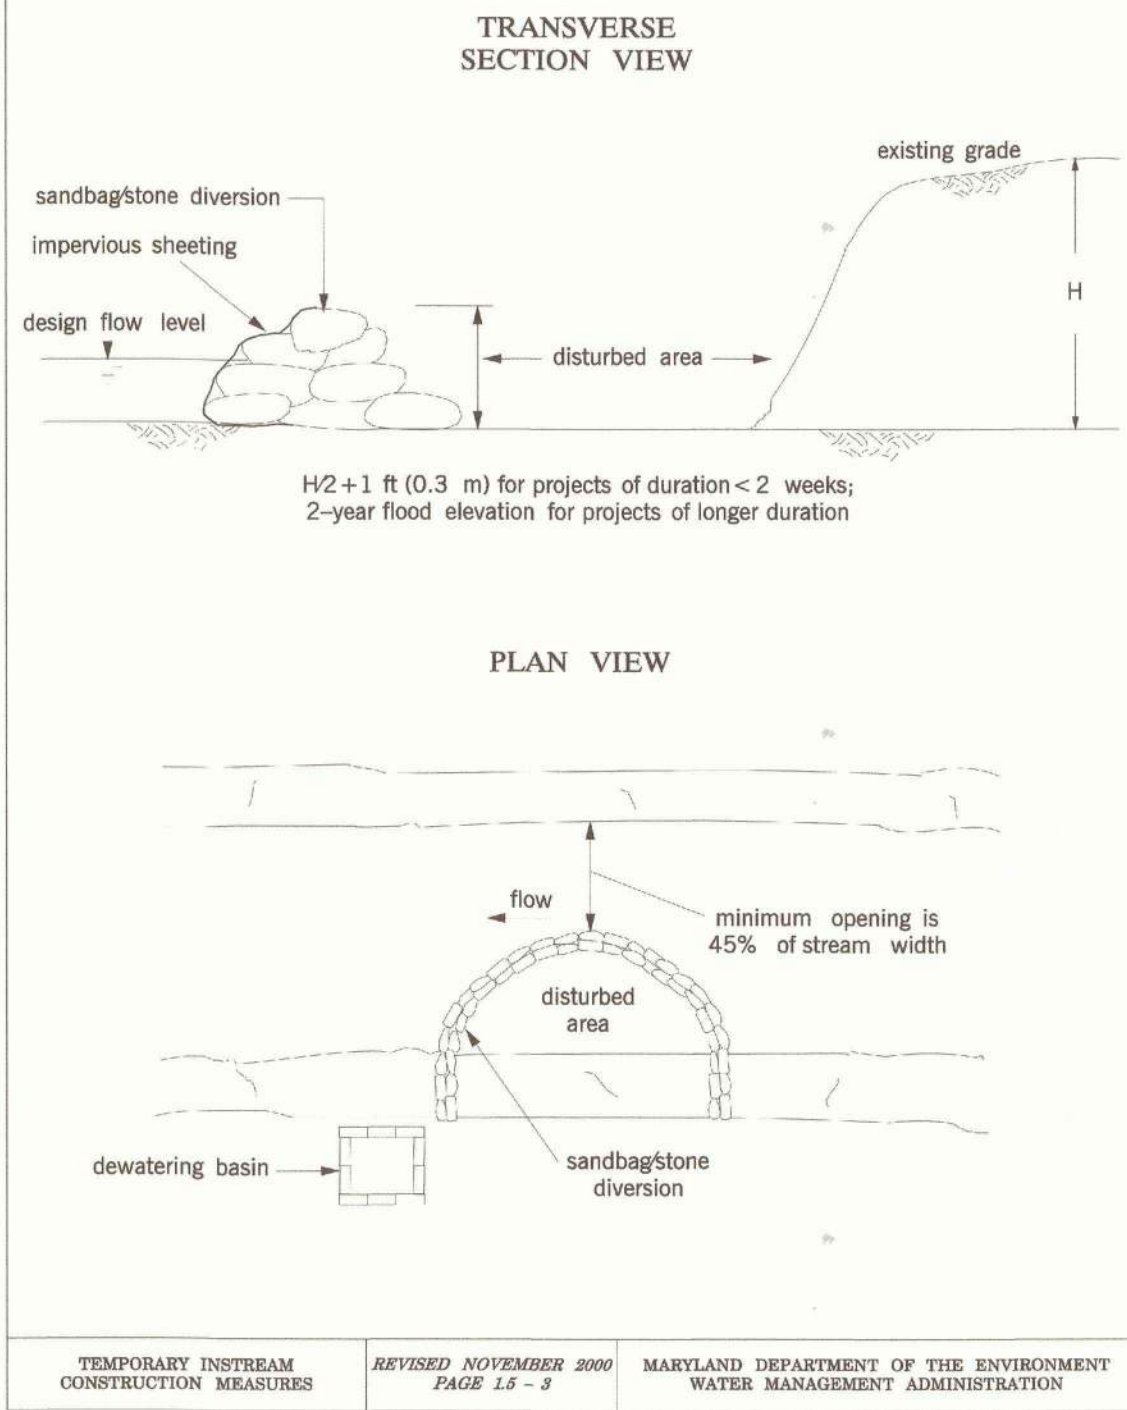 TRANSVERSE
SECTION VIEW
existing grade
sandbag/stone diversion
impervious sheeting
design flow level
H
disturbed area
H/2 + 1 ft (0.3 m) for projects of duration < 2 weeks;
2-year flood elevation for projects of longer duration
PLAN VIEW
flow
minimum opening is
45% of stream width
disturbed
area
dewatering basin
sandbag/stone
diversion
TEMPORARY INSTREAM
CONSTRUCTION MEASURES
REVISED NOVEMBER 2000
PAGE 1.5 - 3
MARYLAND DEPARTMENT OF THE ENVIRONMENT
WATER MANAGEMENT ADMINISTRATION